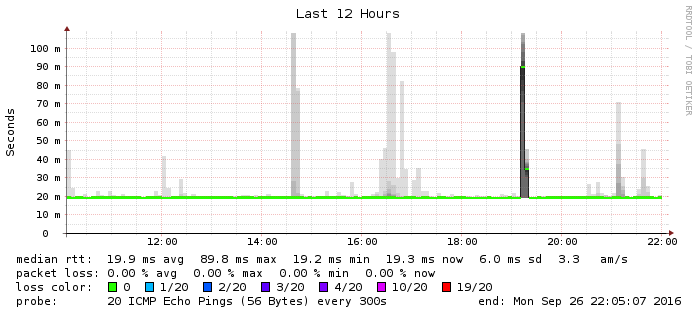 Last 12 Hours
RRDTOOL / TOBI OETIKER
Seconds
100 m
90 m
80 m
70 m
60 m
50 m
40 m
30 m
20 m
10 m
0
12:00 14:00 16:00 18:00 20:00 22:00
median rtt: 19.9 ms avg 89.8 ms max 19.2 ms min 19.3 ms now 6.0 ms sd 3.3 am/s
packet loss: 0.00 % avg 0.00 % max 0.00 % min 0.00 % now
loss color: 0 1/20 2/20 3/20 4/20 10/20 19/20
probe: 20 ICMP Echo Pings (56 Bytes) every 300s end: Mon Sep 26 22:05:07 2016